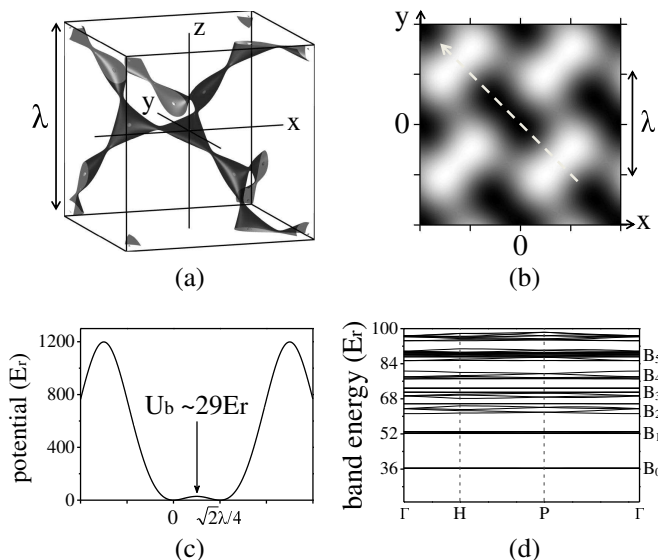 z
λ
y
x
(a)
y
0
λ
x
0
(b)
potential (Er)
1200
800
400
0
Ub ~29Er
0 √2λ/4
(c)
band energy (Er)
100
84
68
52
36
B5
B4
B3
B2
B1
B0
Γ H P Γ
(d)